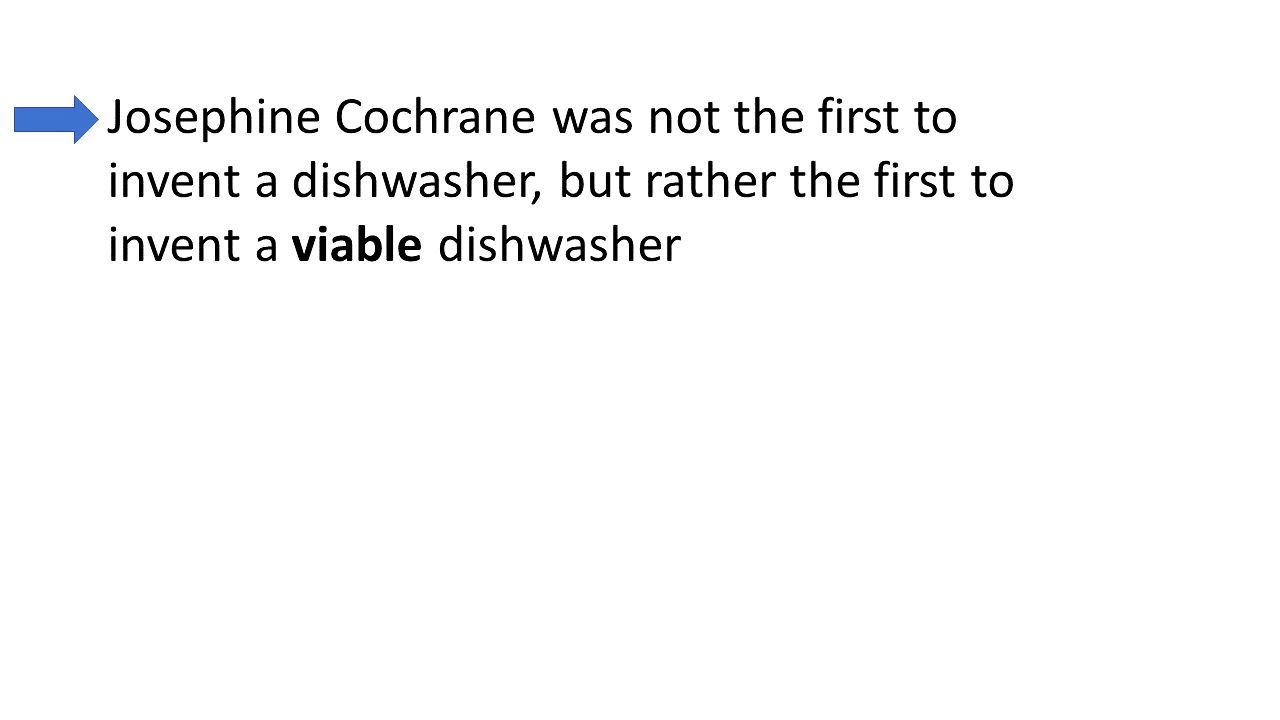 Josephine Cochrane was not the first to
invent a dishwasher, but rather the first to
invent a viable dishwasher